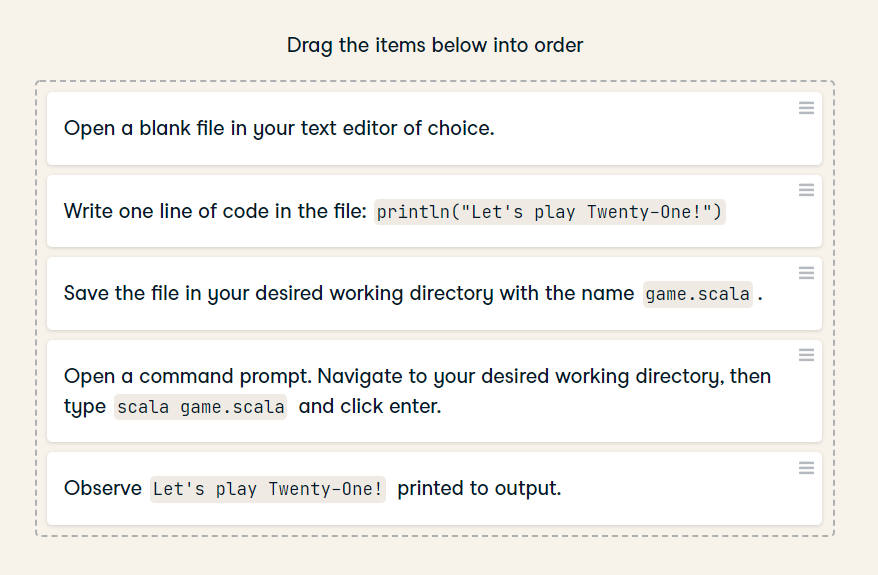 Drag the items below into order
Open a blank file in your text editor of choice.
Write one line of code in the file: println("Let's play Twenty-One!")
Save the file in your desired working directory with the name game.scala .
Open a command prompt. Navigate to your desired working directory, then
type scala game.scala and click enter.
Observe Let's play Twenty-One! printed to output.